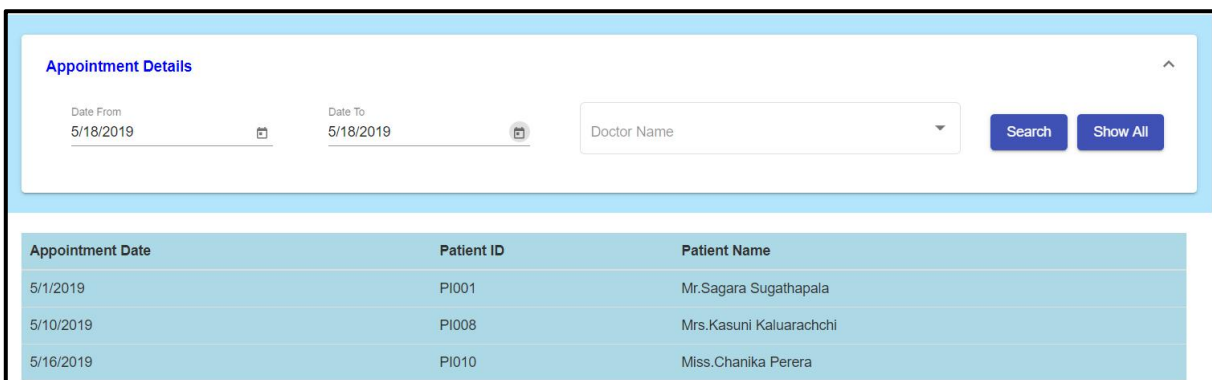 Appointment Details
Date From Date To
5/18/2019 5/18/2019 Doctor Name Search Show All
Appointment Date Patient ID Patient Name
5/1/2019 PI001 Mr.Sagara Sugathapala
5/10/2019 PI008 Mrs.Kasuni Kaluarachchi
5/16/2019 PI010 Miss.Chanika Perera